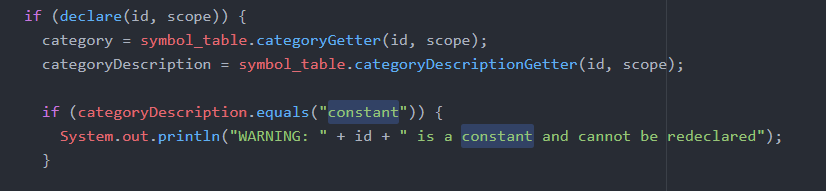 if (declare(id, scope)) {
category = symbol_table.categoryGetter(id, scope);
categoryDescription = symbol_table.categoryDescriptionGetter(id, scope);
if (categoryDescription.equals("constant")) {
System.out.println("WARNING: " + id + " is a constant and cannot be redeclared");
}